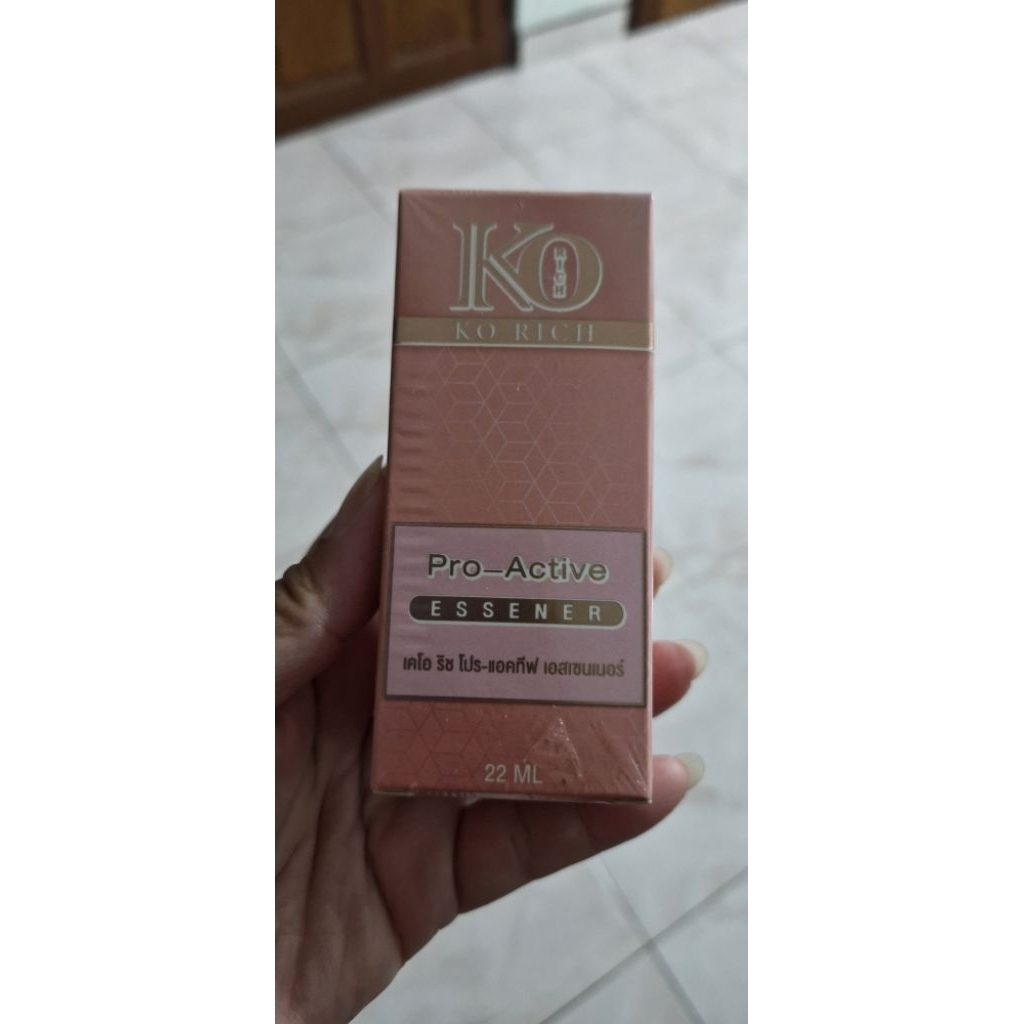 KO
RICH
KO RICH
Pro-Active
ESSENER
เคโอ ริช โปร-แอคทีฟ เอสเซนเนอร์
22 ML